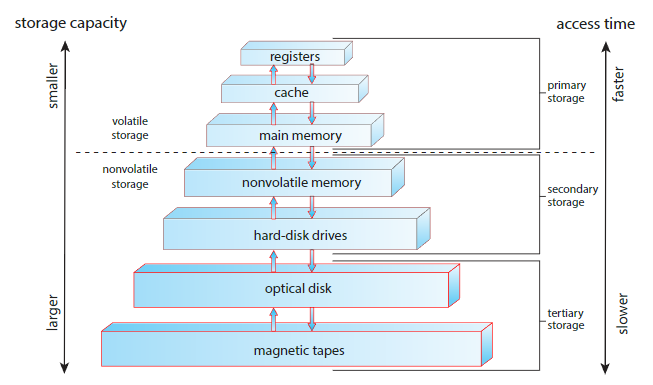 storage capacity
access time
smaller
faster
registers
cache
primary
storage
main memory
volatile
storage
nonvolatile
storage
nonvolatile memory
secondary
storage
hard-disk drives
optical disk
larger
slower
tertiary
storage
magnetic tapes